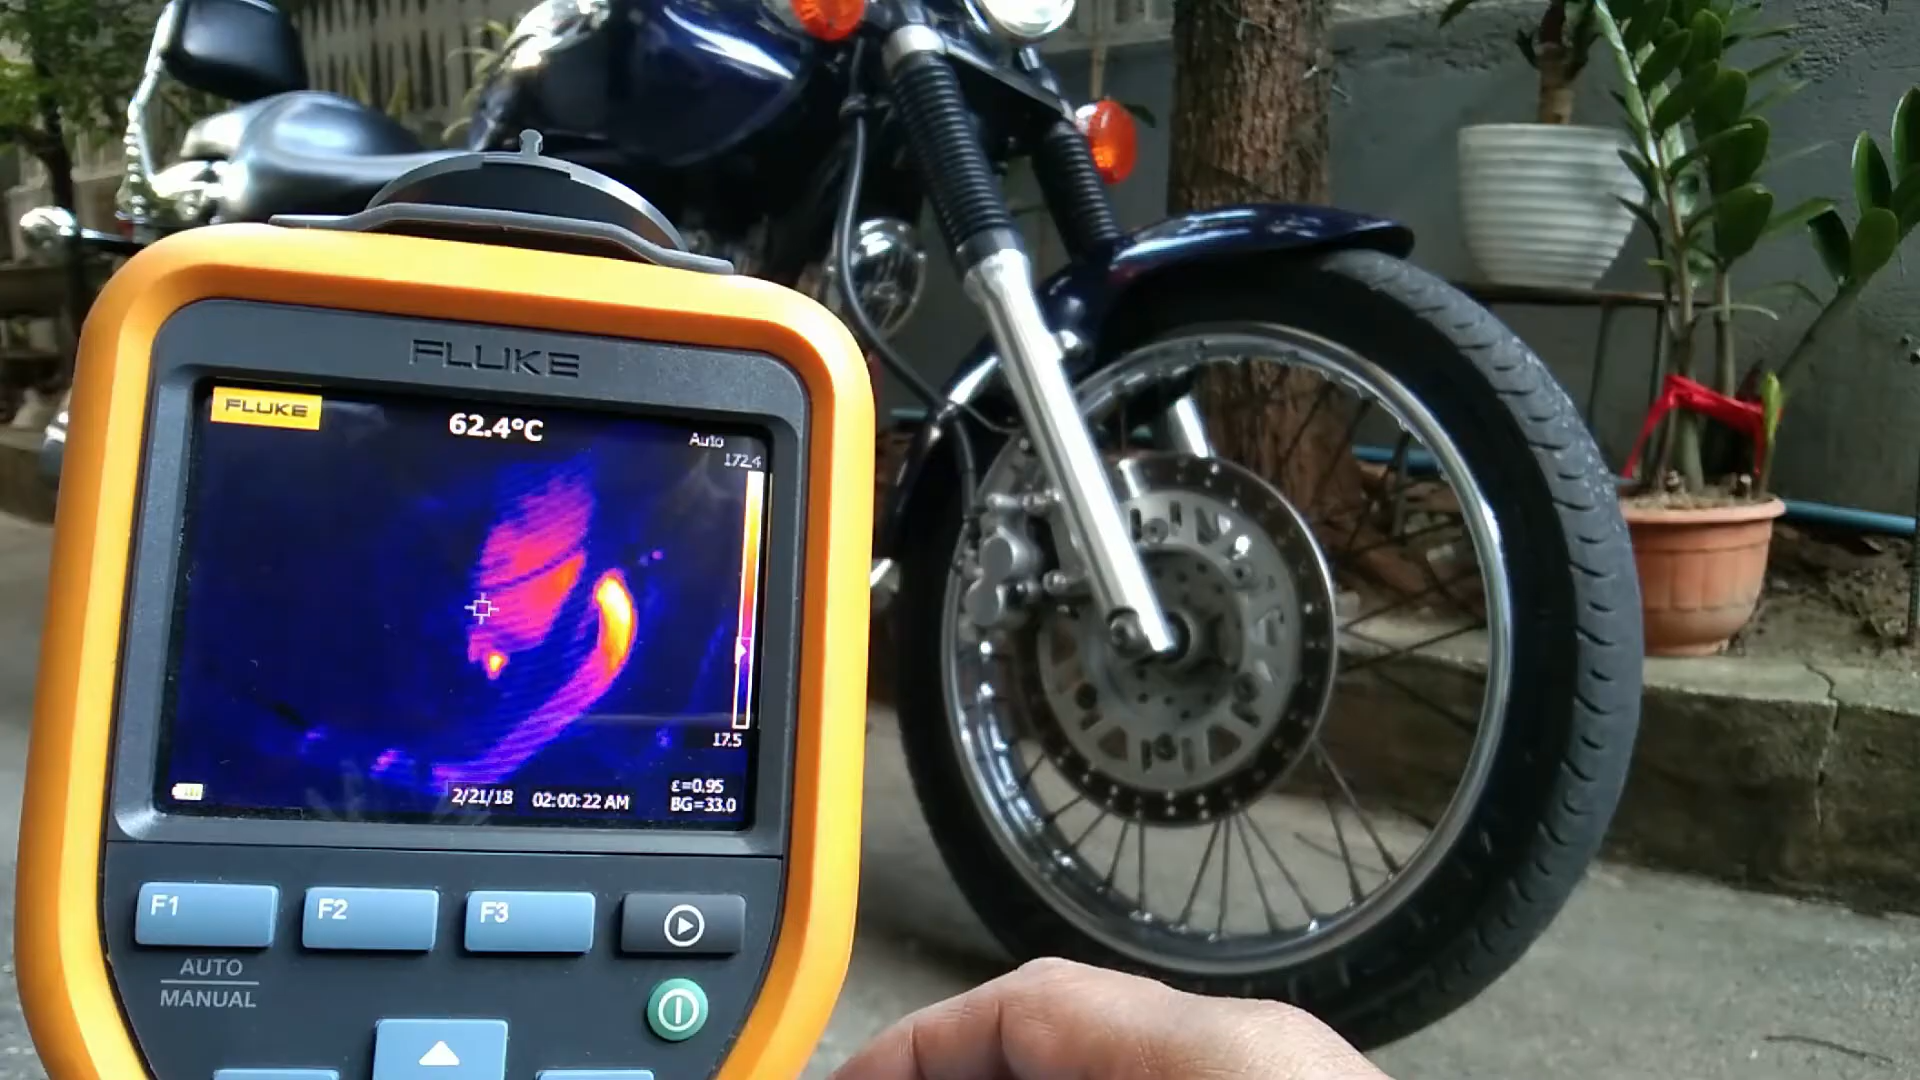 FLUKE
FLUKE
62.4°C
Auto
172.4
17.5
ε=0.95
2/21/18 02:00:22 AM
BG=33.0
F1
F2
F3
AUTO
MANUAL